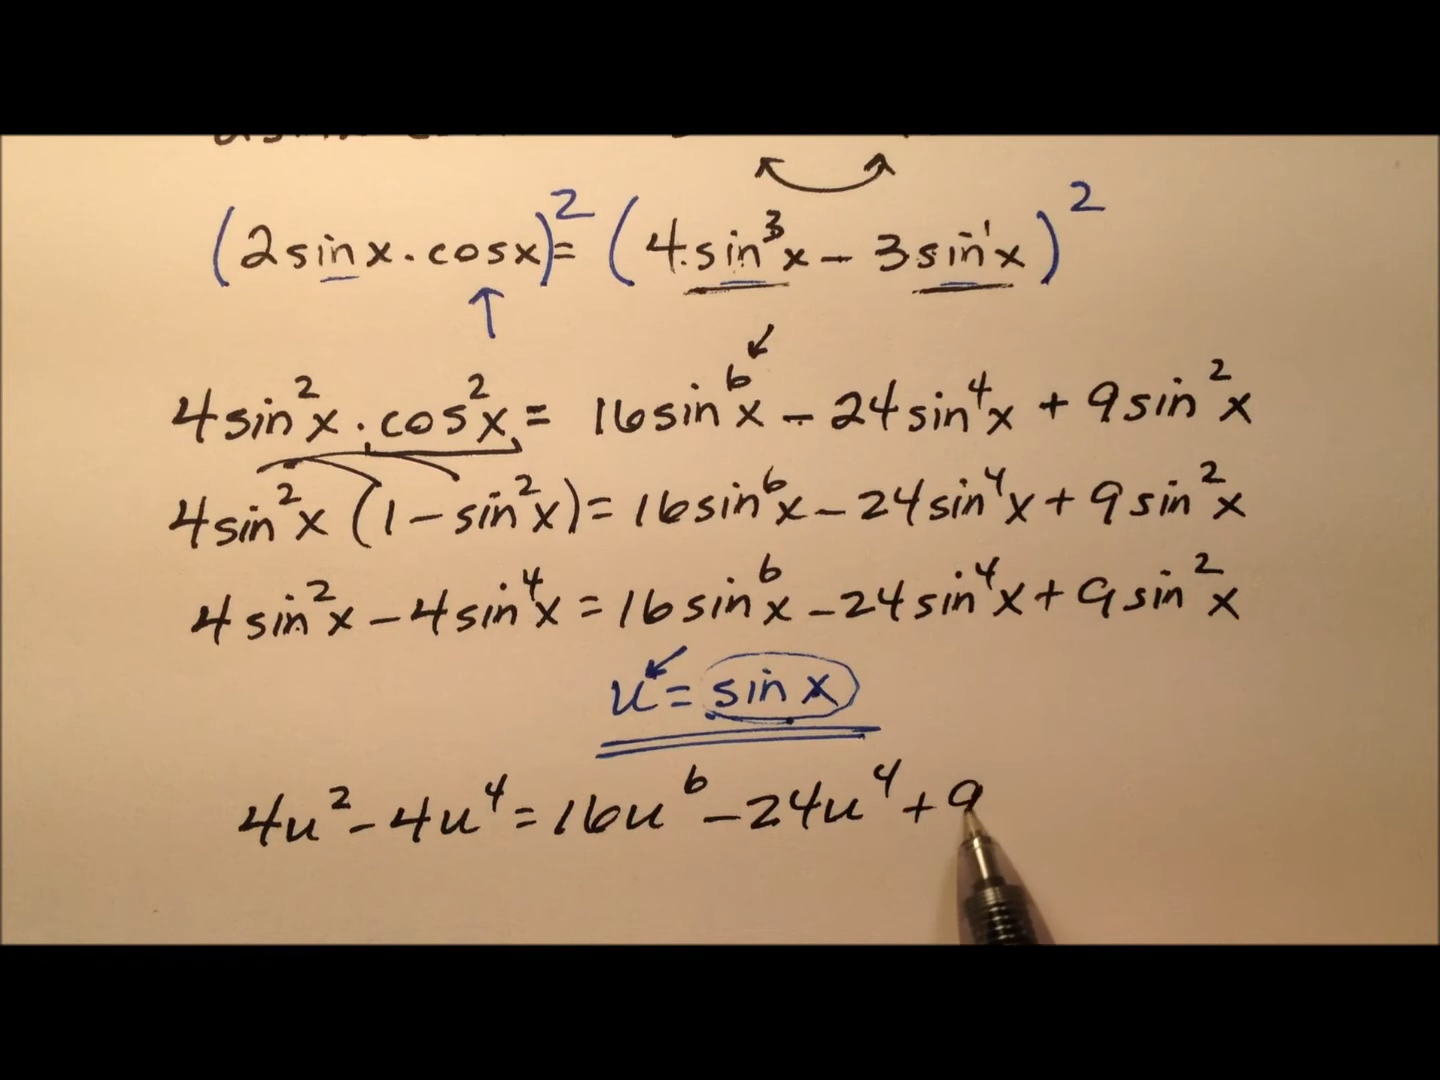 (2sinx · cosx)² = (4sin³x − 3sin¹x)²
4sin²x · cos²x = 16sin⁶x − 24sin⁴x + 9sin²x
4sin²x (1 − sin²x) = 16sin⁶x − 24sin⁴x + 9sin²x
4sin²x − 4sin⁴x = 16sin⁶x − 24sin⁴x + 9sin²x
u = sin x
4u² − 4u⁴ = 16u⁶ − 24u⁴ + 9